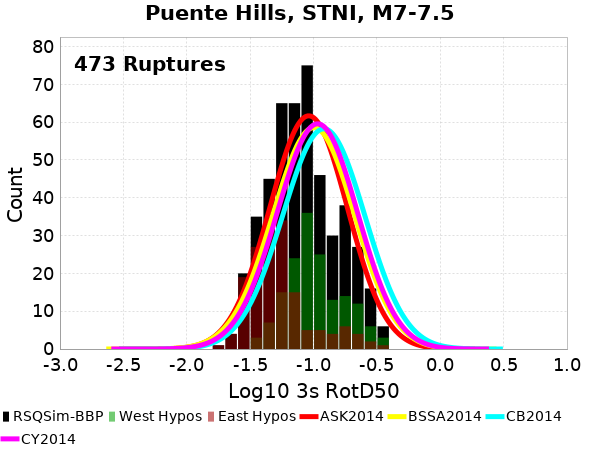 Puente Hills, STNI, M7-7.5
473 Ruptures
Count
80
70
60
50
40
30
20
10
0
-3.0 -2.5 -2.0 -1.5 -1.0 -0.5 0.0 0.5 1.0
Log10 3s RotD50
RSQSim-BBP West Hypos East Hypos ASK2014 BSSA2014 CB2014
CY2014